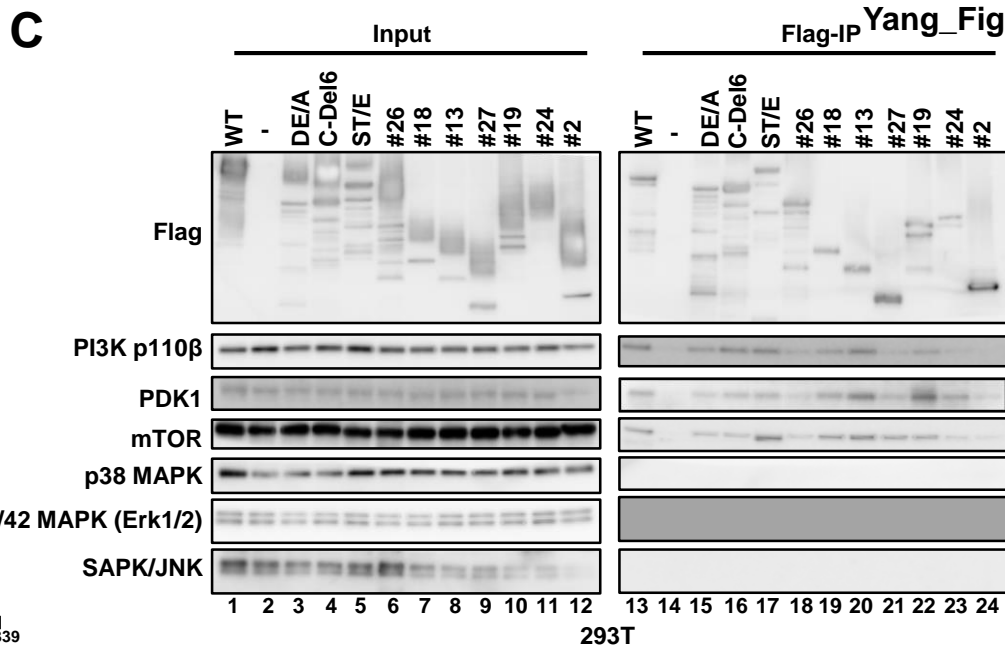 C
Yang_Fig
Input
Flag-IP
WT - DE/A C-Del6 ST/E #26 #18 #13 #27 #19 #24 #2
WT - DE/A C-Del6 ST/E #26 #18 #13 #27 #19 #24 #2
Flag
PI3K p110β
PDK1
mTOR
p38 MAPK
/42 MAPK (Erk1/2)
SAPK/JNK
1 2 3 4 5 6 7 8 9 10 11 12
13 14 15 16 17 18 19 20 21 22 23 24
293T
39